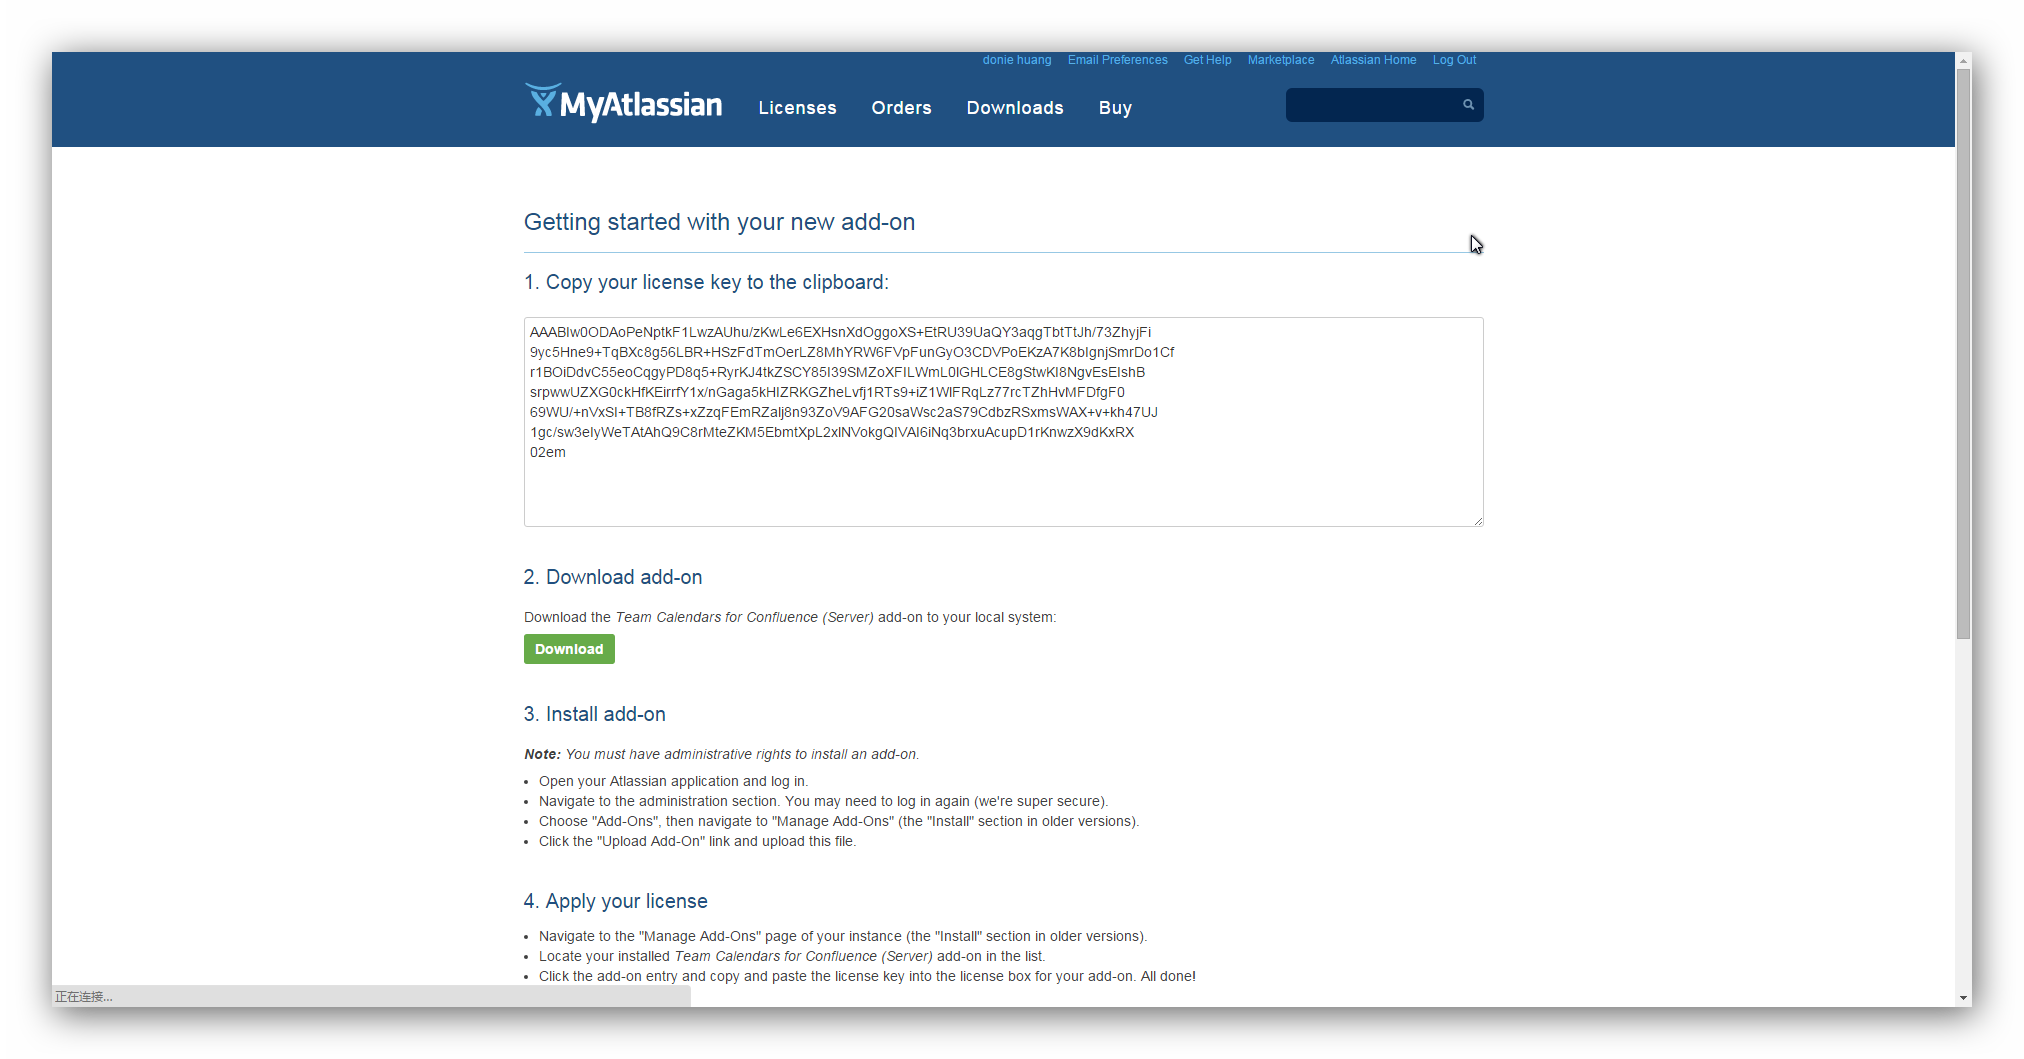 donie huang Email Preferences Get Help Marketplace Atlassian Home Log Out
MyAtlassian Licenses Orders Downloads Buy
Getting started with your new add-on
1. Copy your license key to the clipboard:
AAABIw0ODAoPeNptkF1LwzAUhu/zKwLe6EXHsnXdOggoXS+EtRU39UaQY3aqgTbtTtJh/73ZhyjFi
9yc5Hne9+TqBXc8g56LBR+HSzFdTmOerLZ8MhYRW6FVpFunGyO3CDVPoEKzA7K8bIgnjSmrDo1Cf
r1BOiDdvC55eoCqgyPD8q5+RyrKJ4tkZSCY85I39SMZoXFILWmL0IGHLCE8gStwKI8NgvEsEIshB
srpwwUZXG0ckHfKEirrfY1x/nGaga5kHIZRKGZheLvfj1RTs9+iZ1WIFRqLz77rcTZhHvMFDfgF0
69WU/+nVxSI+TB8fRZs+xZzqFEmRZalj8n93ZoV9AFG20saWsc2aS79CdbzRSxmsWAX+v+kh47UJ
1gc/sw3eIyWeTAtAhQ9C8rMteZKM5EbmtXpL2xINVokgQIVAI6iNq3brxuAcupD1rKnwzX9dKxRX
02em
2. Download add-on
Download the Team Calendars for Confluence (Server) add-on to your local system:
Download
3. Install add-on
Note: You must have administrative rights to install an add-on.
• Open your Atlassian application and log in.
• Navigate to the administration section. You may need to log in again (we're super secure).
• Choose "Add-Ons", then navigate to "Manage Add-Ons" (the "Install" section in older versions).
• Click the "Upload Add-On" link and upload this file.
4. Apply your license
• Navigate to the "Manage Add-Ons" page of your instance (the "Install" section in older versions).
• Locate your installed Team Calendars for Confluence (Server) add-on in the list.
• Click the add-on entry and copy and paste the license key into the license box for your add-on. All done!
正在连接...